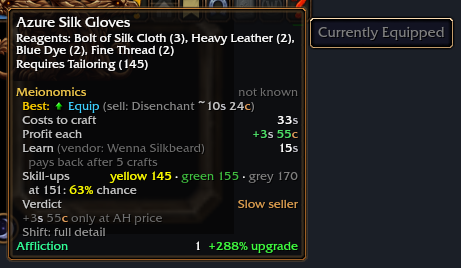 Azure Silk Gloves
Reagents: Bolt of Silk Cloth (3), Heavy Leather (2),
Blue Dye (2), Fine Thread (2)
Requires Tailoring (145)
Meionomics not known
Best: Equip (sell: Disenchant ~10s 24c)
Costs to craft 33s
Profit each +3s 55c
Learn (vendor: Wenna Silkbeard) 15s
pays back after 5 crafts
Skill-ups yellow 145 · green 155 · grey 170
at 151: 63% chance
Verdict Slow seller
+3s 55c only at AH price
Shift: full detail
Affliction 1 +288% upgrade
Currently Equipped